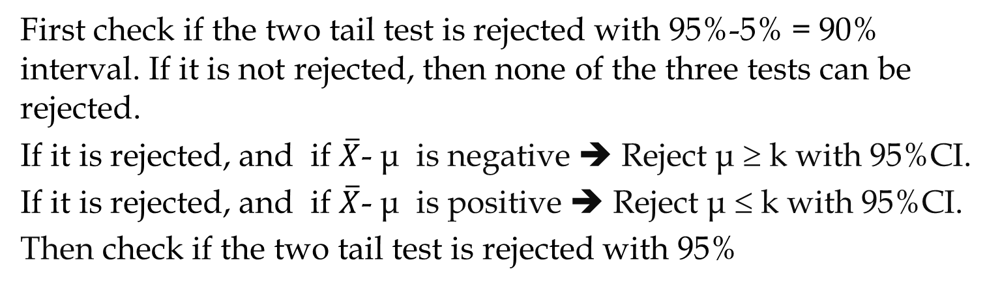 First check if the two tail test is rejected with 95%-5% = 90%
interval. If it is not rejected, then none of the three tests can be
rejected.
If it is rejected, and if X̅- µ is negative 🡲 Reject µ ≥ k with 95%CI.
If it is rejected, and if X̅- µ is positive 🡲 Reject µ ≤ k with 95%CI.
Then check if the two tail test is rejected with 95%